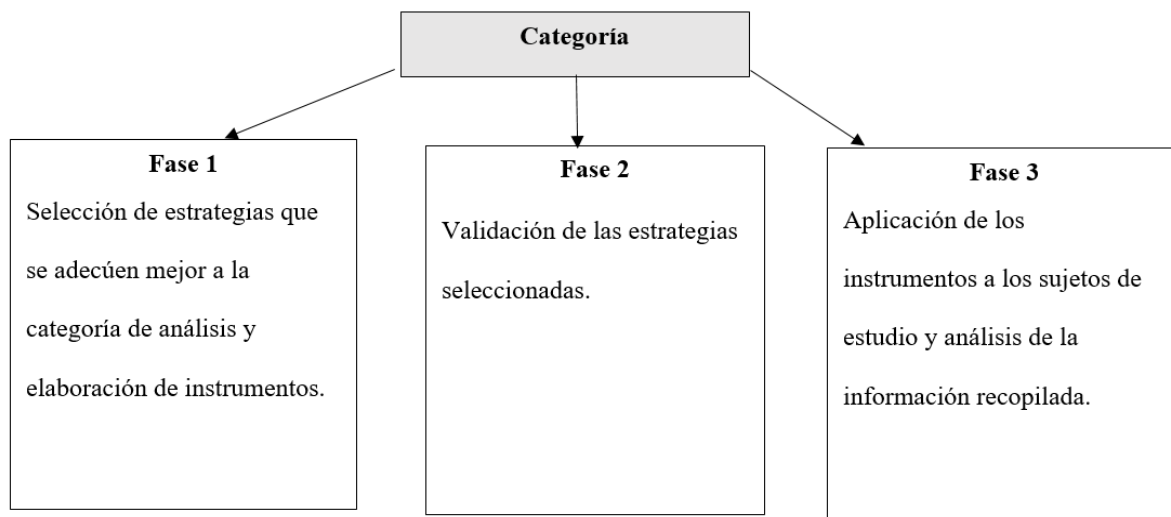 Categoría
Fase 1
Selección de estrategias que
se adecúen mejor a la
categoría de análisis y
elaboración de instrumentos.
Fase 2
Validación de las estrategias
seleccionadas.
Fase 3
Aplicación de los
instrumentos a los sujetos de
estudio y análisis de la
información recopilada.